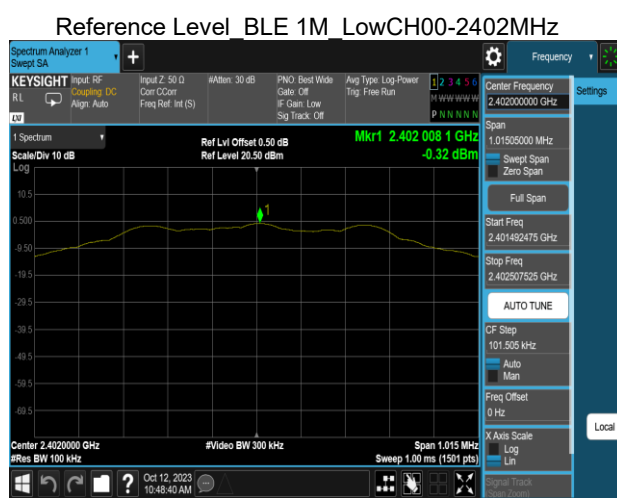 Reference Level_BLE 1M_LowCH00-2402MHz
Spectrum Analyzer 1
Swept SA
Frequency
KEYSIGHT
Input: RF
Coupling: DC
Align: Auto
Input Z: 50 Ω
Corr CCorr
Freq Ref: Int (S)
#Atten: 30 dB
PNO: Best Wide
Gate: Off
IF Gain: Low
Sig Track: Off
Avg Type: Log-Power
Trig: Free Run
1 2 3 4 5 6
M W W W W W
P N N N N N
R L
LXI
1 Spectrum
Scale/Div 10 dB
Log
Ref Lvl Offset 0.50 dB
Ref Level 20.50 dBm
Mkr1 2.402 008 1 GHz
-0.32 dBm
10.5
0.500
-9.50
-19.5
-29.5
-39.5
-49.5
-59.5
-69.5
1
Center 2.4020000 GHz
#Res BW 100 kHz
#Video BW 300 kHz
Span 1.015 MHz
Sweep 1.00 ms (1501 pts)
Center Frequency
2.402000000 GHz
Settings
Span
1.01505000 MHz
Swept Span
Zero Span
Full Span
Start Freq
2.401492475 GHz
Stop Freq
2.402507525 GHz
AUTO TUNE
CF Step
101.505 kHz
Auto
Man
Freq Offset
0 Hz
X Axis Scale
Log
Lin
Local
Signal Track
(Span Zoom)
?
Oct 12, 2023
10:48:40 AM